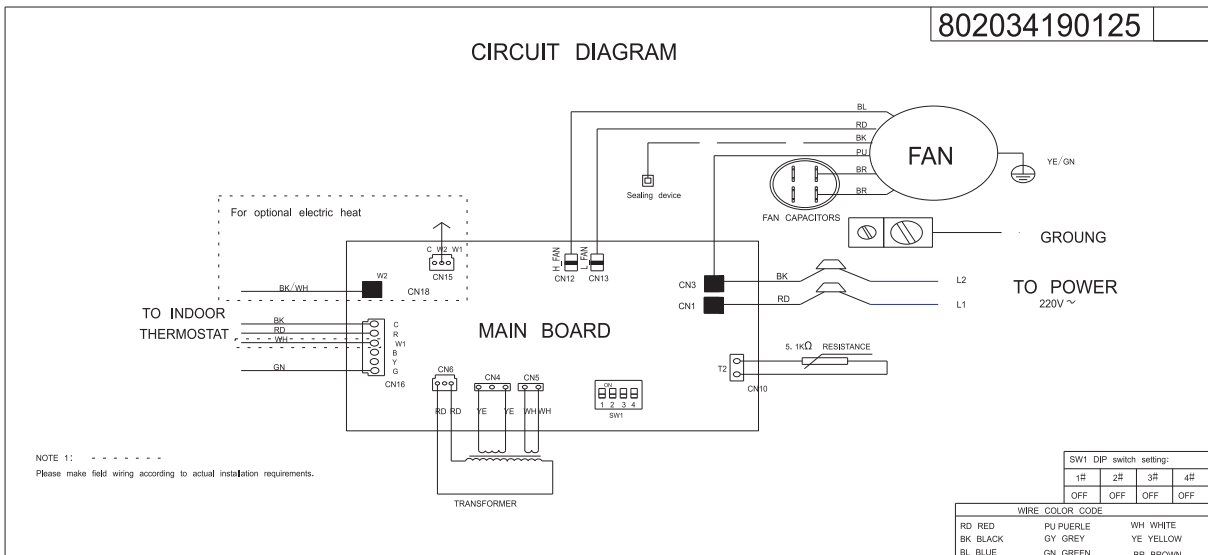 802034190125
CIRCUIT DIAGRAM
BL
RD
BK
PU
BR
BR
FAN
YE/GN
Sealing device
FAN CAPACITORS
For optional electric heat
GROUNG
C W2 W1
CN15
H FAN
CN12
L FAN
CN13
W2
CN18
BK/WH
CN3
BK
L2
CN1
RD
L1
TO POWER
220V~
TO INDOOR
THERMOSTAT
BK
RD
WH
GN
C
R
W1
B
Y
G
CN16
MAIN BOARD
5.1KΩ RESISTANCE
T2
CN10
CN6
CN4
CN5
RD RD
YE YE
WH WH
ON
1 2 3 4
SW1
TRANSFORMER
NOTE 1: - - - - - - -
Please make field wiring according to actual installation requirements.
SW1 DIP switch setting:
1# 2# 3# 4#
OFF OFF OFF OFF
WIRE COLOR CODE
RD RED PU PUERLE WH WHITE
BK BLACK GY GREY YE YELLOW
BL BLUE GN GREEN BR BROWN